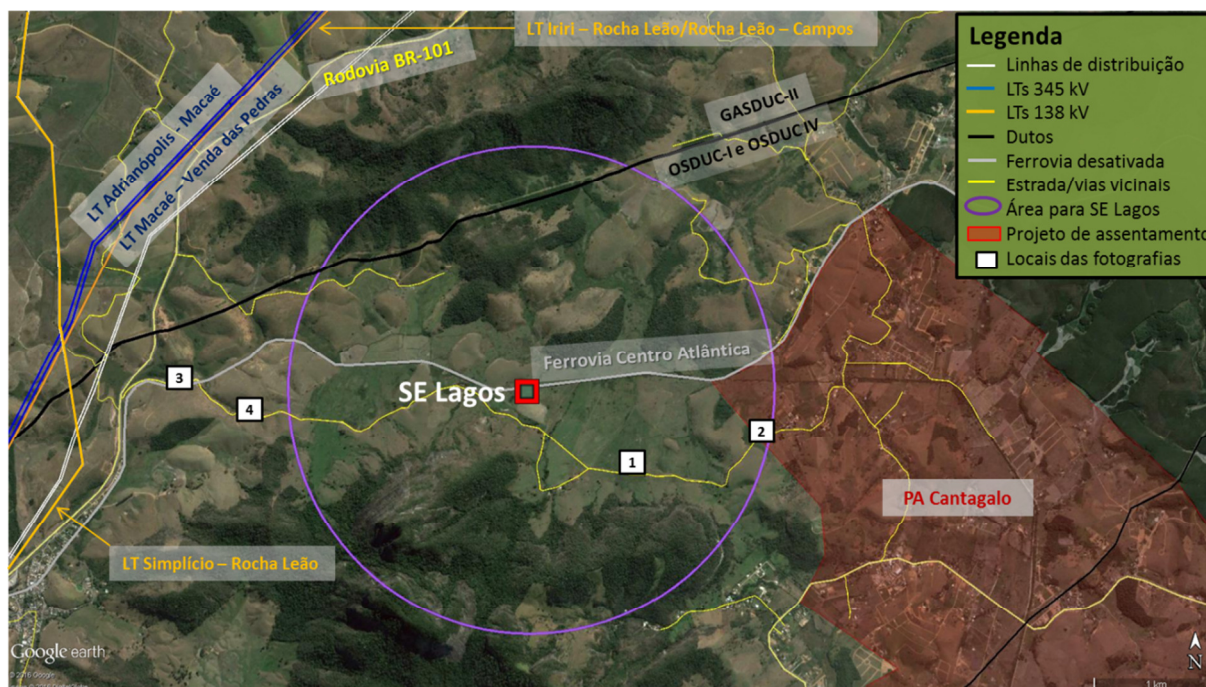 LT Iriri – Rocha Leão/Rocha Leão – Campos
Rodovia BR-101
LT Adrianópolis - Macaé
LT Macaé – Venda das Pedras
GASDUC-II
OSDUC-I e OSDUC IV
Legenda
Linhas de distribuição
LTs 345 kV
LTs 138 kV
Dutos
Ferrovia desativada
Estrada/vias vicinais
Área para SE Lagos
Projeto de assentamento
Locais das fotografias
Ferrovia Centro Atlântica
3
SE Lagos
4
2
1
PA Cantagalo
LT Simplício – Rocha Leão
Google earth
© 2016 Google
N
1 km